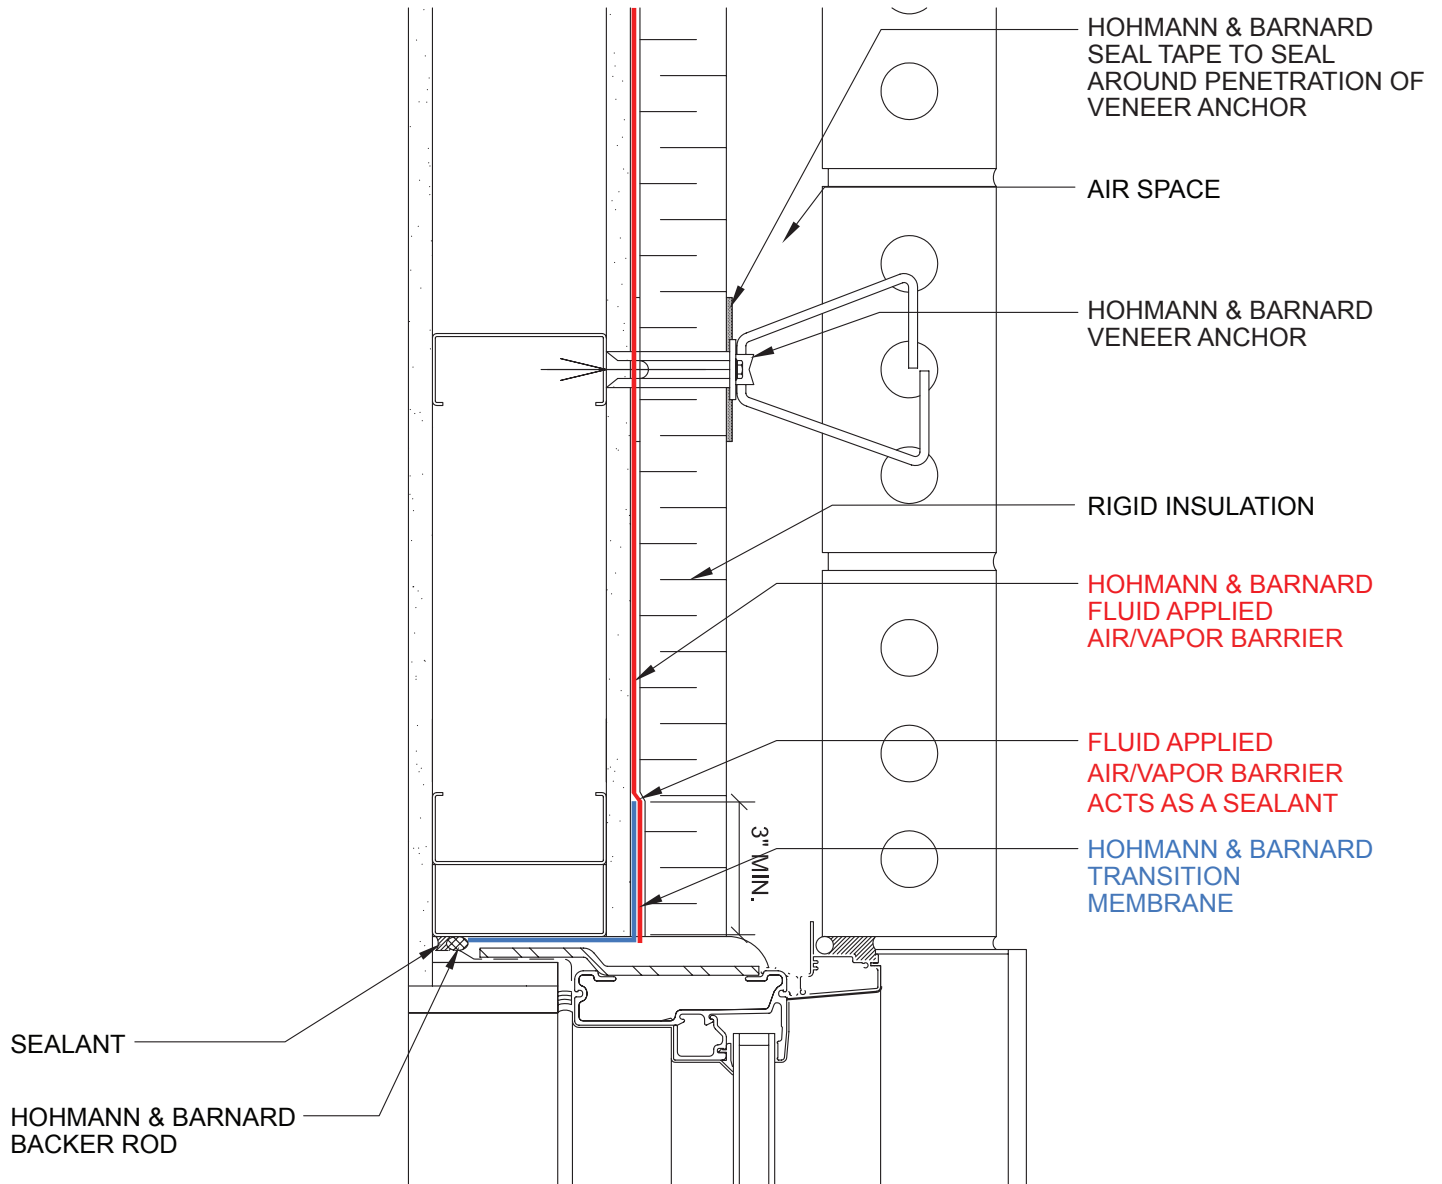 HOHMANN & BARNARD
SEAL TAPE TO SEAL
AROUND PENETRATION OF
VENEER ANCHOR
AIR SPACE
HOHMANN & BARNARD
VENEER ANCHOR
RIGID INSULATION
HOHMANN & BARNARD
FLUID APPLIED
AIR/VAPOR BARRIER
FLUID APPLIED
AIR/VAPOR BARRIER
ACTS AS A SEALANT
3" MIN.
HOHMANN & BARNARD
TRANSITION
MEMBRANE
SEALANT
HOHMANN & BARNARD
BACKER ROD